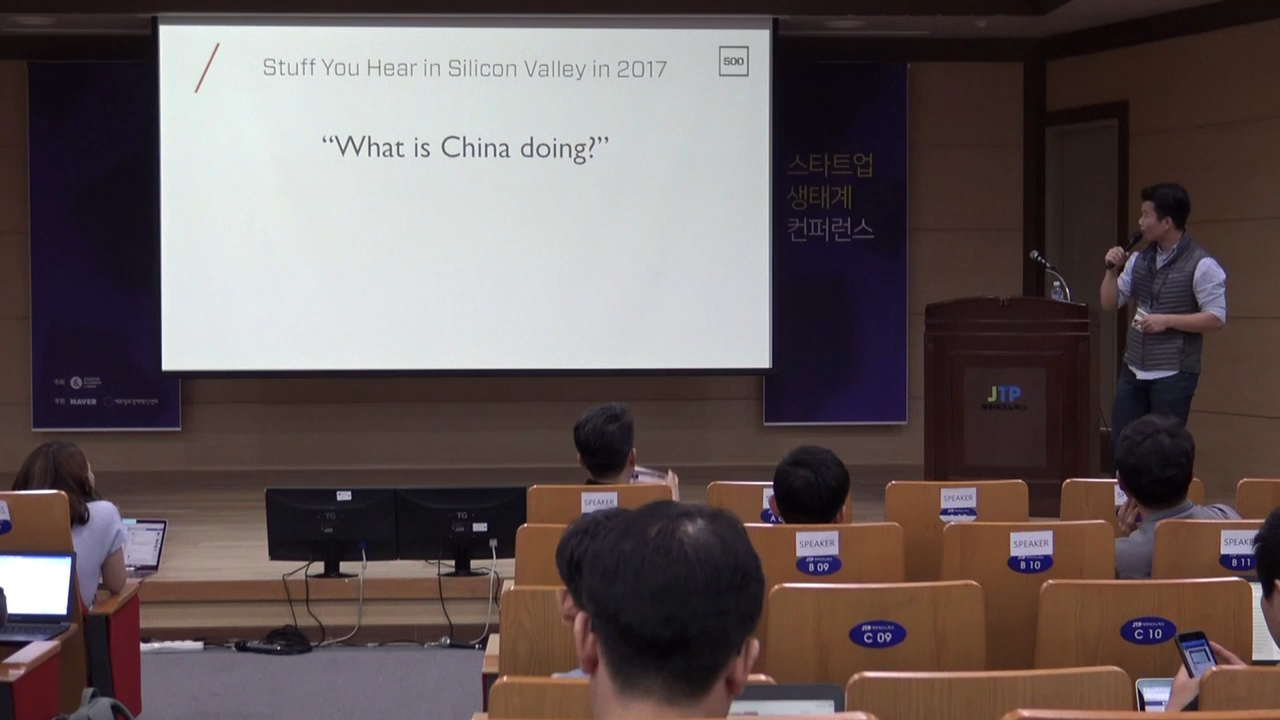 Stuff You Hear in Silicon Valley in 2017
500
“What is China doing?”
스타트업
생태계
컨퍼런스
NAVER
JTP
TG
TG
SPEAKER
SPEAKER
SPEAKER
B 09
SPEAKER
B 10
B 11
C 09
C 10